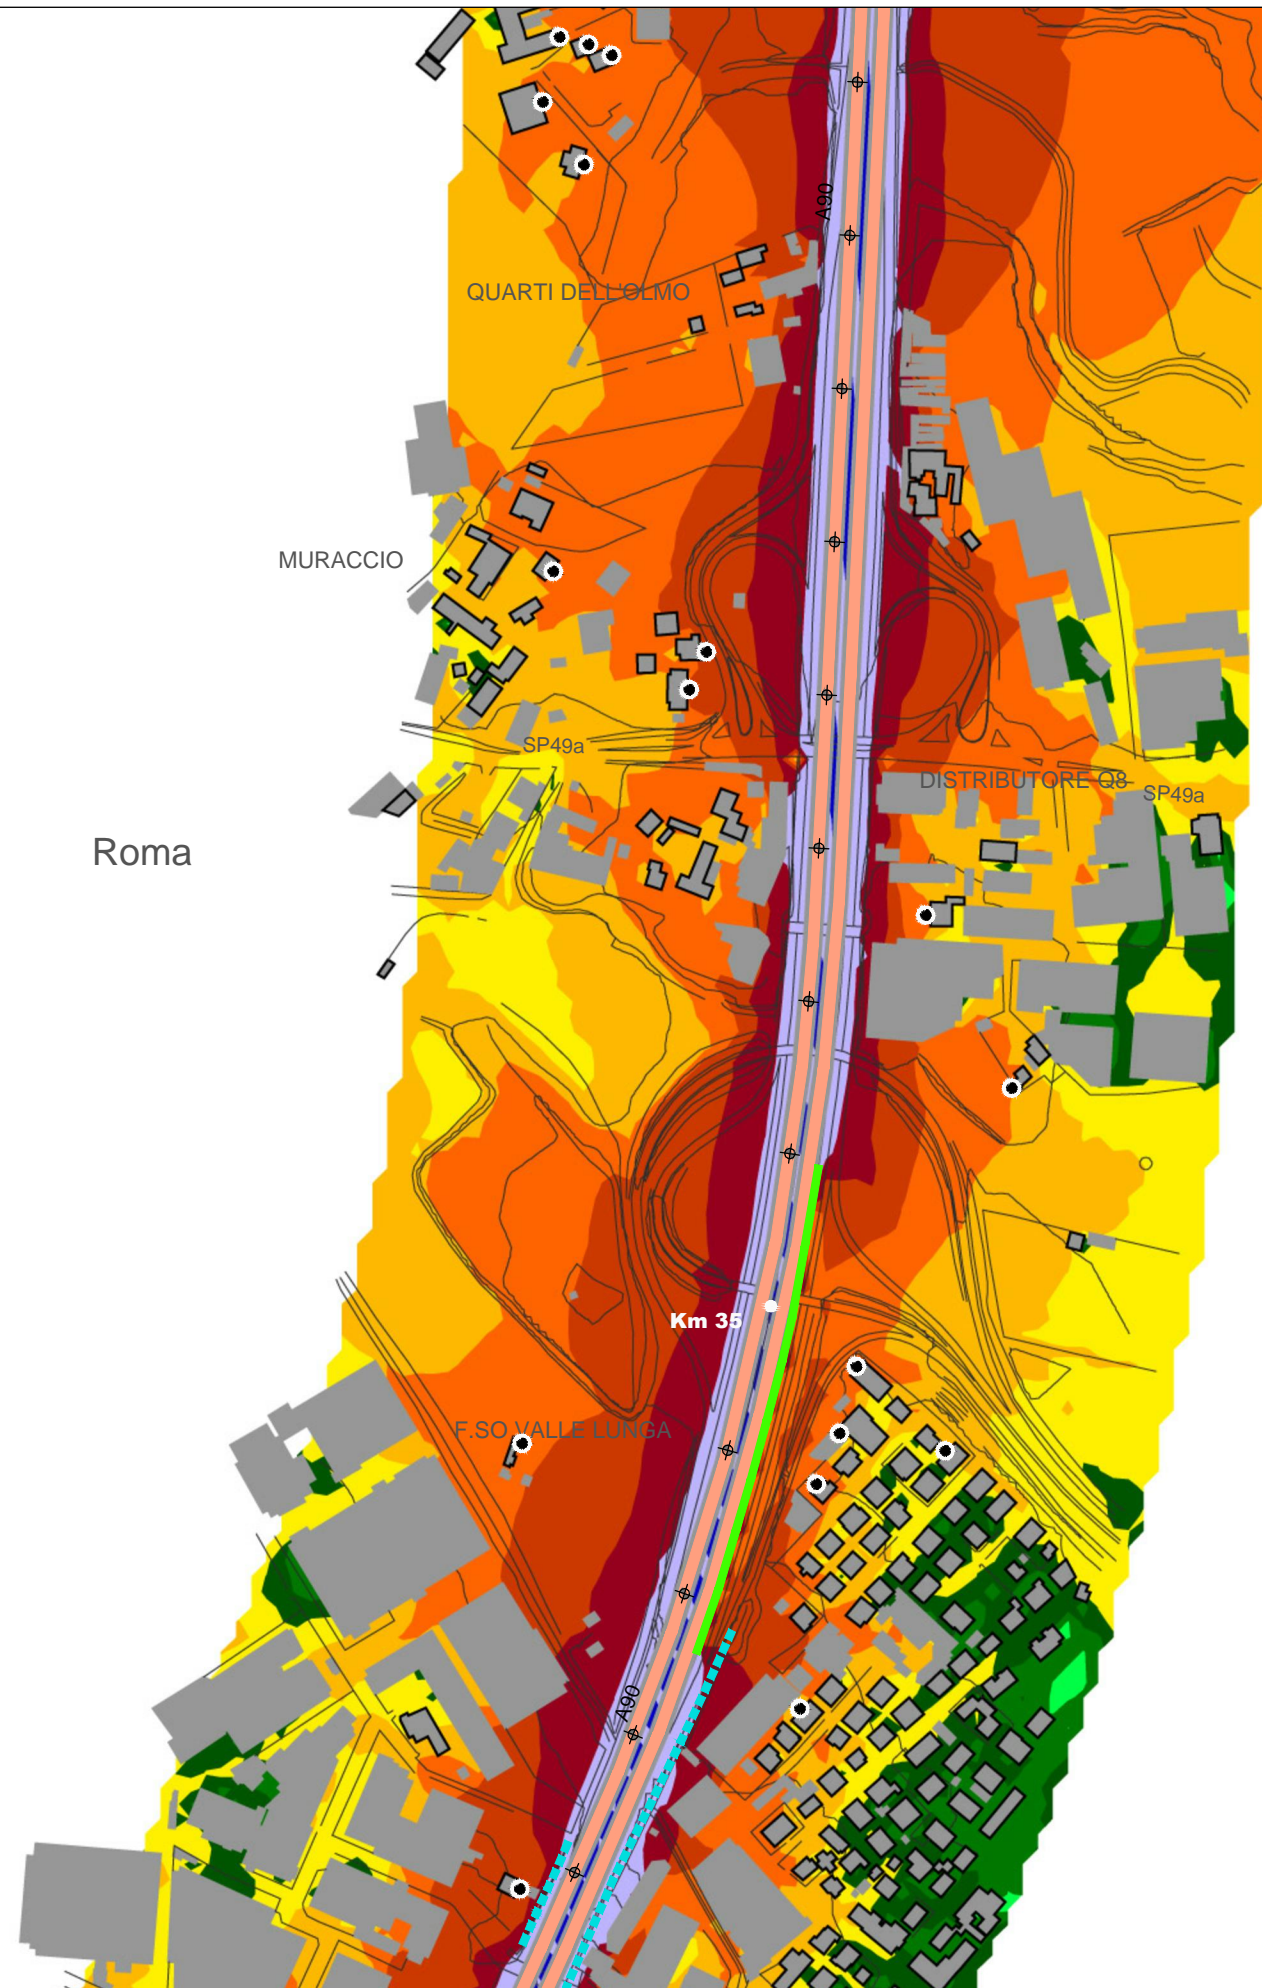 A90
QUARTI DELL'OLMO
MURACCIO
SP49a
DISTRIBUTORE Q8
SP49a
Roma
Km 35
F.SO VALLE LUNGA
A90